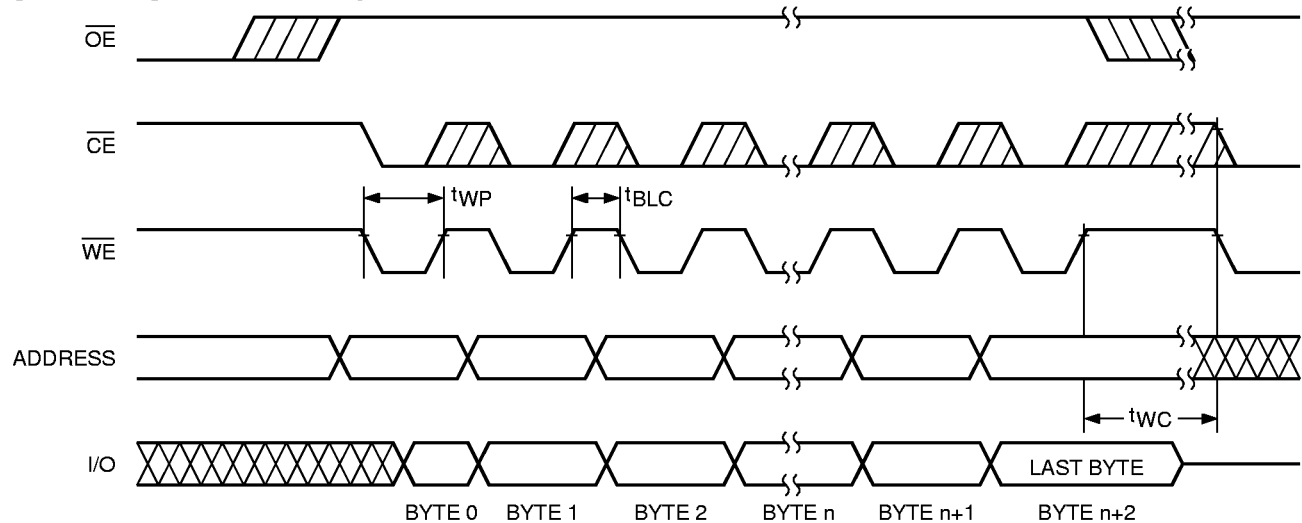 OE
CE
tWP
tBLC
WE
ADDRESS
tWC
I/O
LAST BYTE
BYTE 0 BYTE 1 BYTE 2 BYTE n BYTE n+1 BYTE n+2